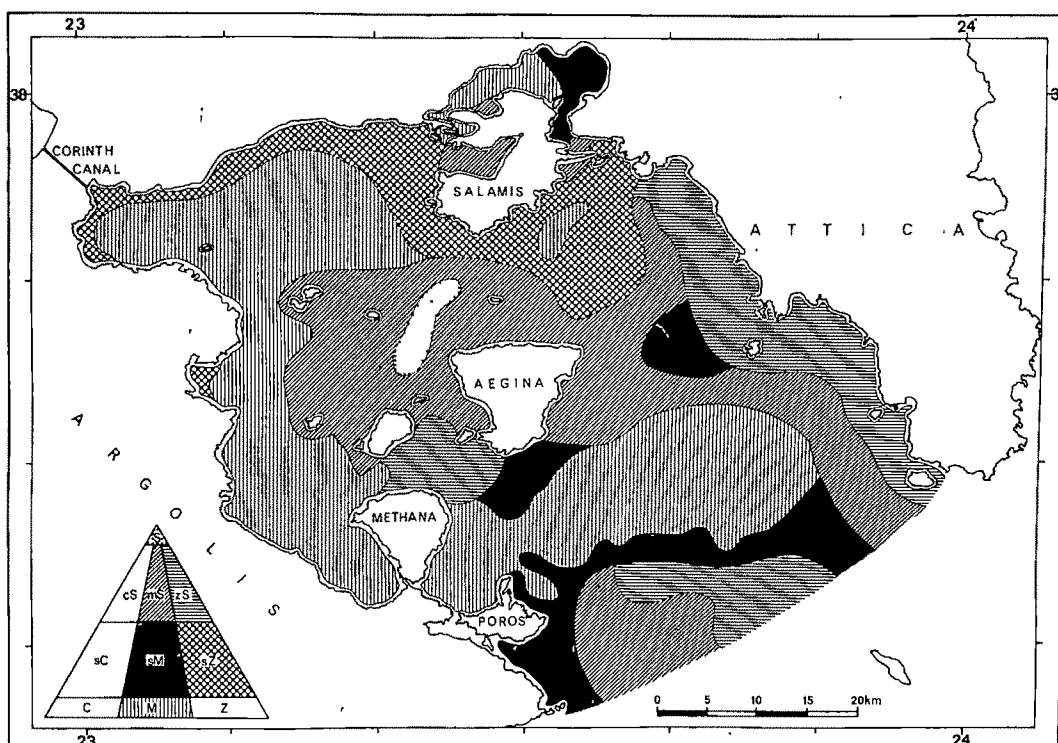 23
24
38
3
CORINTH
CANAL
SALAMIS
A T T I C A
AEGINA
A R G O L I S
METHANA
POROS
S
cS mS zS
sC sM sZ
C M Z
0 5 10 15 20km
23
24